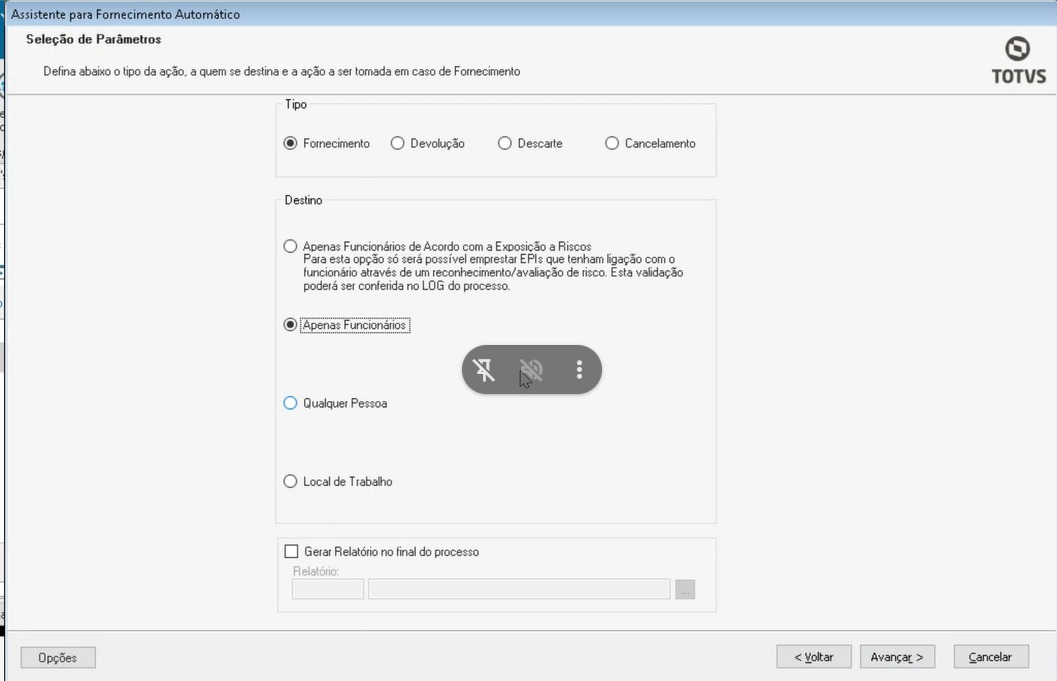 Assistente para Fornecimento Automático
Seleção de Parâmetros
Defina abaixo o tipo da ação, a quem se destina e a ação a ser tomada em caso de Fornecimento
TOTVS
Tipo
Fornecimento
Devolução
Descarte
Cancelamento
Destino
Apenas Funcionários de Acordo com a Exposição a Riscos
Para esta opção só será possível emprestar EPIs que tenham ligação com o
funcionário através de um reconhecimento/avaliação de risco. Esta validação
poderá ser conferida no LOG do processo.
Apenas Funcionários
Qualquer Pessoa
Local de Trabalho
Gerar Relatório no final do processo
Relatório:
...
Opções
< Voltar
Avançar >
Cancelar